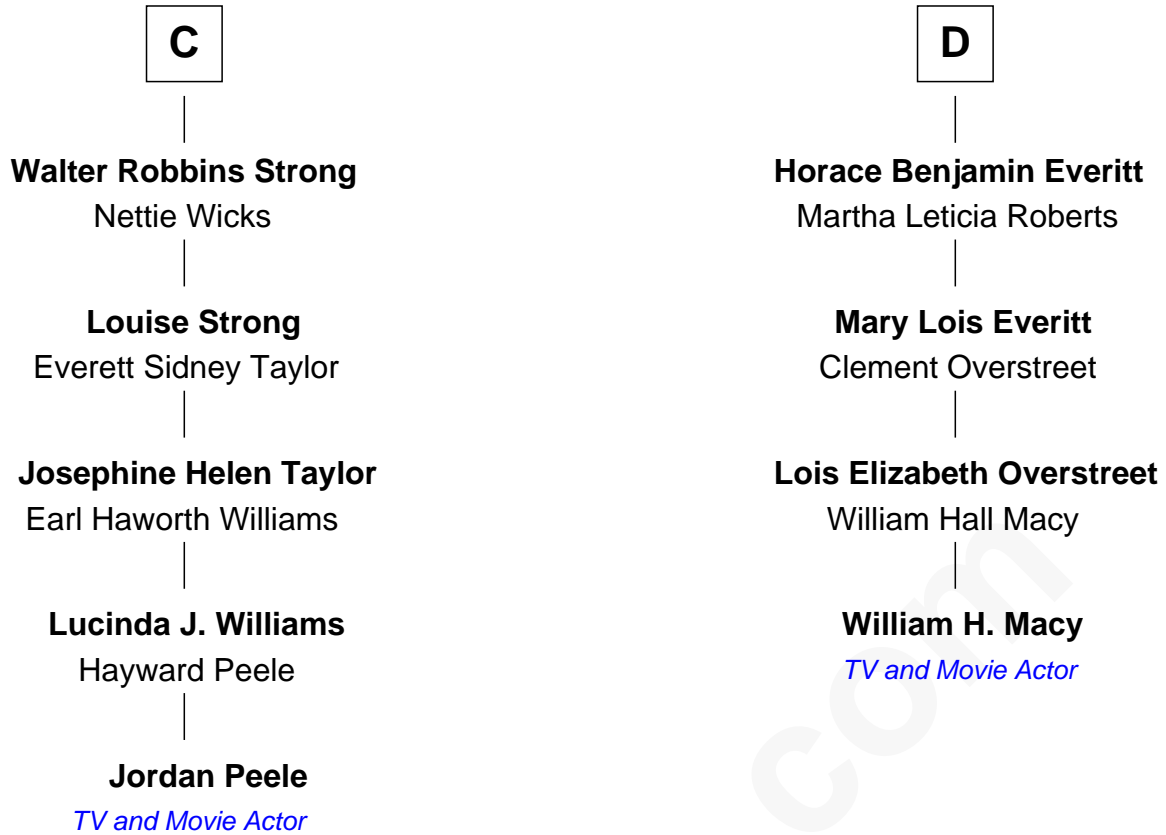 C
Walter Robbins Strong
Nettie Wicks
Louise Strong
Everett Sidney Taylor
Josephine Helen Taylor
Earl Haworth Williams
Lucinda J. Williams
Hayward Peele
Jordan Peele
TV and Movie Actor
D
Horace Benjamin Everitt
Martha Leticia Roberts
Mary Lois Everitt
Clement Overstreet
Lois Elizabeth Overstreet
William Hall Macy
William H. Macy
TV and Movie Actor
com